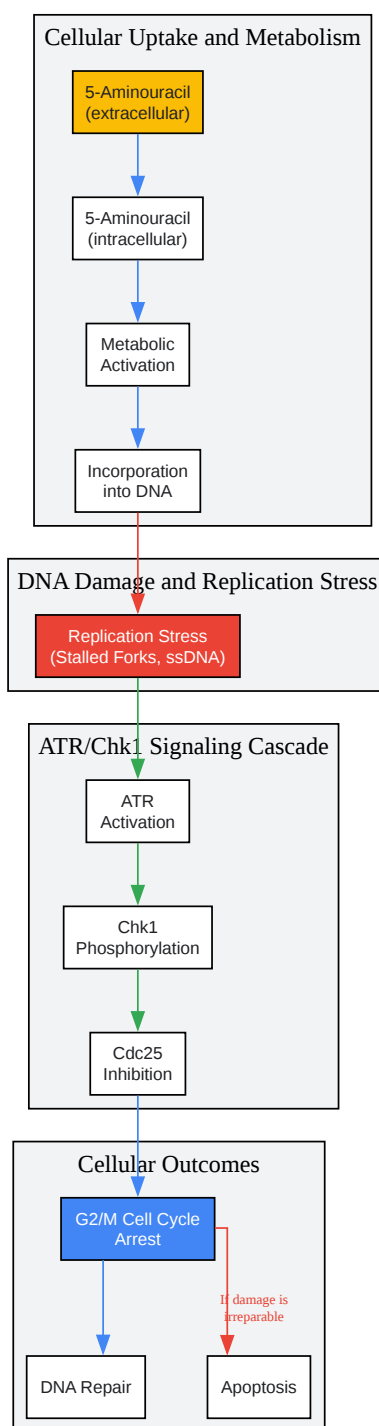 Cellular Uptake and Metabolism
5-Aminouracil
(extracellular)
5-Aminouracil
(intracellular)
Metabolic
Activation
Incorporation
into DNA
DNA Damage and Replication Stress
Replication Stress
(Stalled Forks, ssDNA)
ATR/Chk1 Signaling Cascade
ATR
Activation
Chk1
Phosphorylation
Cdc25
Inhibition
Cellular Outcomes
G2/M Cell Cycle
Arrest
If damage is
irreparable
DNA Repair
Apoptosis